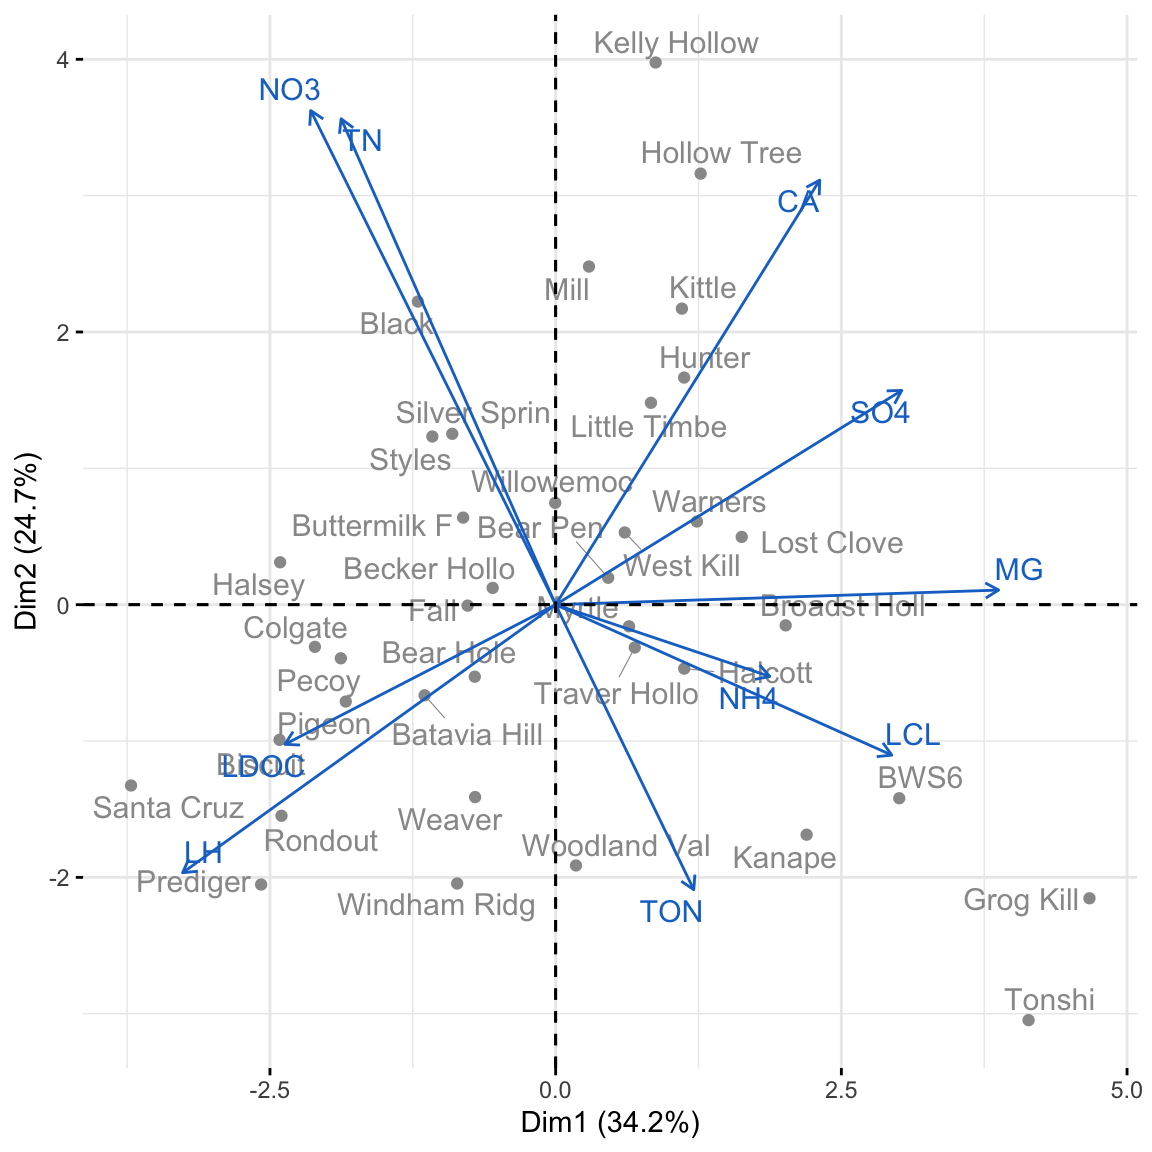 Kelly Hollow
4
NO3
TN
Hollow Tree
CA
Mill
Kittle
Black
2
Hunter
SO4
Silver Sprin
Little Timbe
Styles
Willowemoc
Warners
Buttermilk F
Bear Pen
Lost Clove
West Kill
Becker Hollo
MG
Halsey
Fall
Myrtle
Broadst Holl
0
Colgate
Bear Hole
Pecoy
Halcott
Traver Hollo
NH4
Pigeon
Batavia Hill
LCL
Biscuit
LDOC
BWS6
Santa Cruz
Weaver
Rondout
Woodland Val
Kanape
LH
Prediger
-2
Windham Ridg
TON
Grog Kill
Tonshi
-2.5
0.0
2.5
5.0
Dim1 (34.2%)
Dim2 (24.7%)